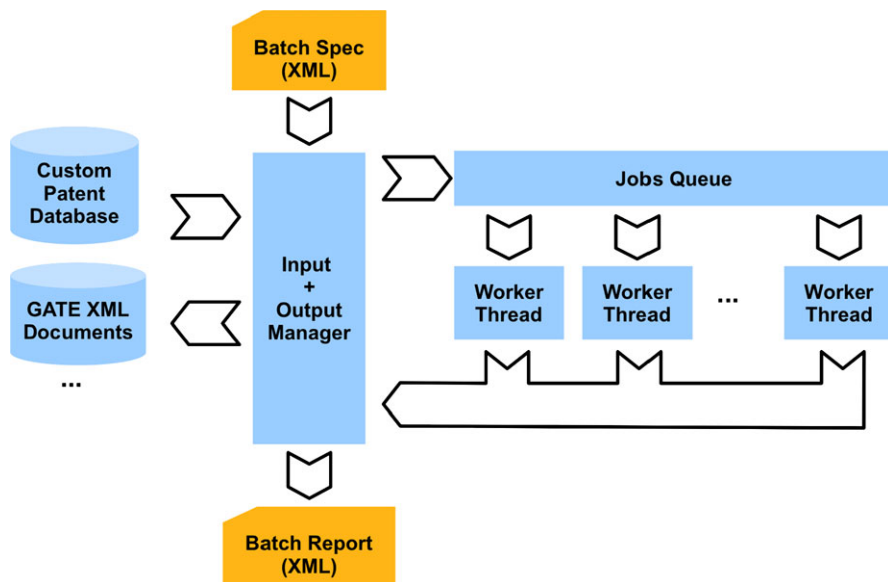 Batch Spec
(XML)
Custom
Patent
Database
Jobs Queue
Input
+
Output
Manager
GATE XML
Documents
...
Worker
Thread
Worker
Thread
...
Worker
Thread
Batch Report
(XML)